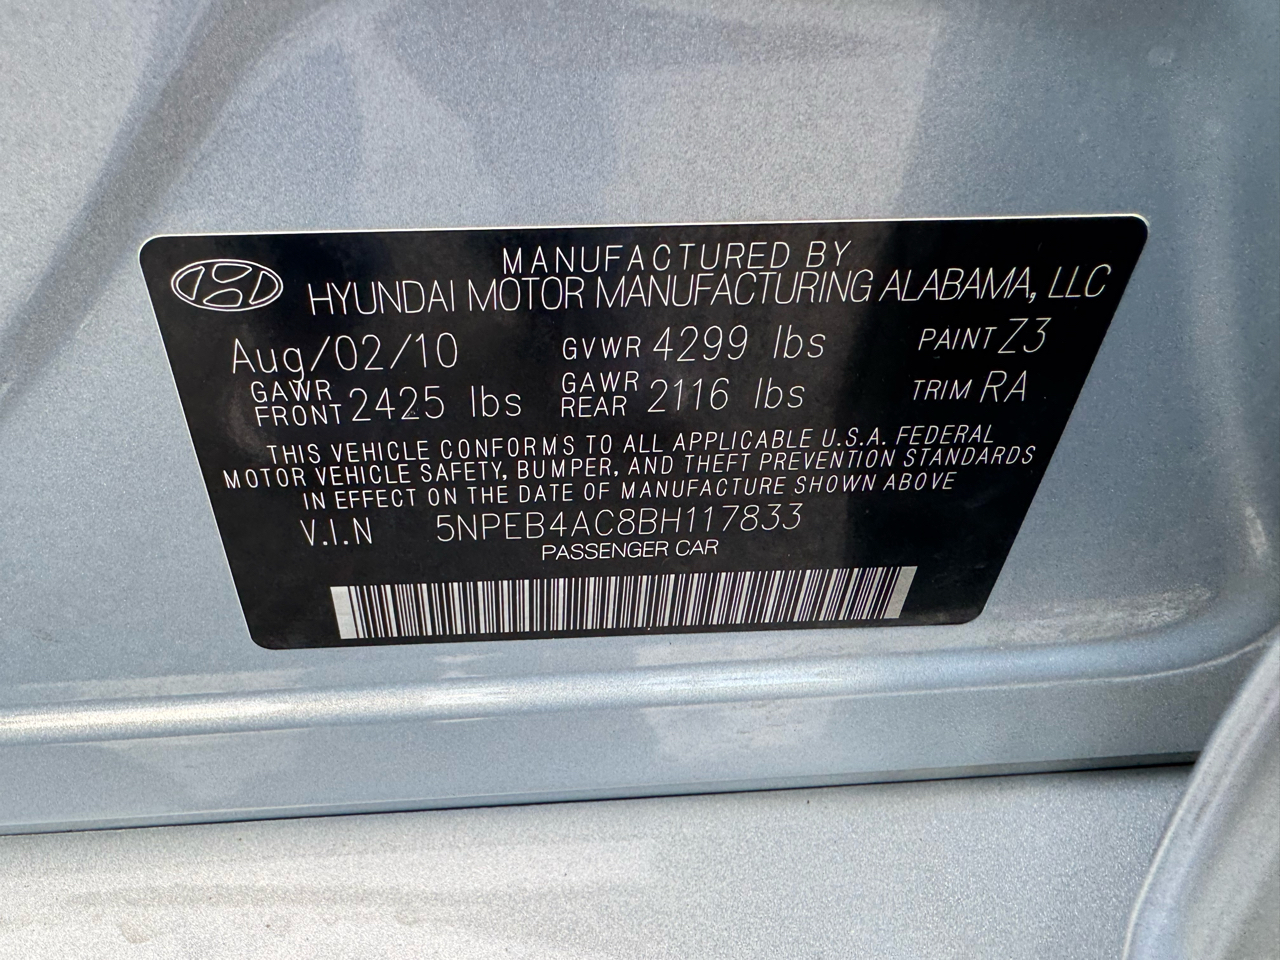 MANUFACTURED BY
HYUNDAI MOTOR MANUFACTURING ALABAMA, LLC
Aug/02/10 GVWR 4299 lbs PAINT Z3
GAWR FRONT 2425 lbs GAWR REAR 2116 lbs TRIM RA
THIS VEHICLE CONFORMS TO ALL APPLICABLE U.S.A. FEDERAL
MOTOR VEHICLE SAFETY, BUMPER, AND THEFT PREVENTION STANDARDS
IN EFFECT ON THE DATE OF MANUFACTURE SHOWN ABOVE
V.I.N 5NPEB4AC8BH117833
PASSENGER CAR